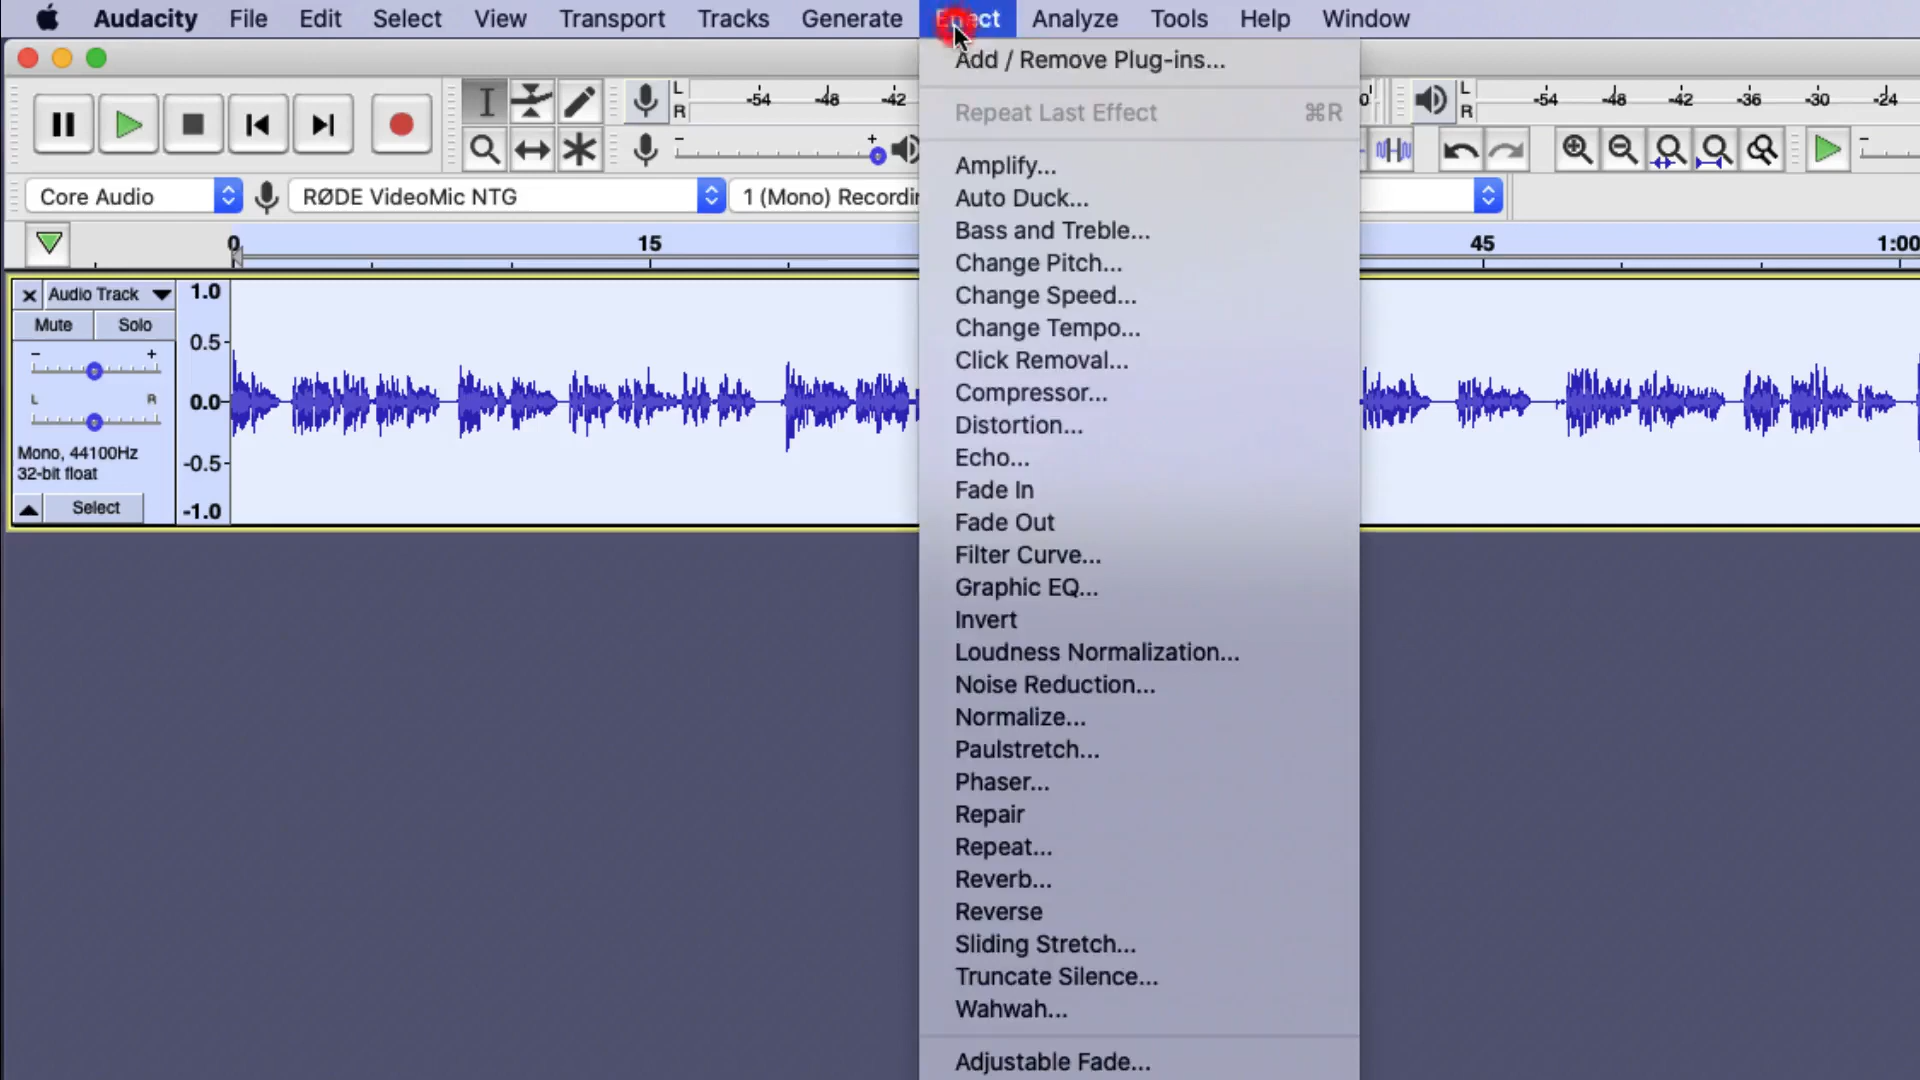 Audacity File Edit Select View Transport Tracks Generate Effect Analyze Tools Help Window
Add / Remove Plug-ins...
Repeat Last Effect ⌘R
L
R
-54 -48 -42
L
R
-54 -48 -42 -36 -30 -24
- +
Core Audio RØDE VideoMic NTG 1 (Mono) Recordin
0 15 45 1:00
Audio Track
Mute Solo
- +
L R
Mono, 44100Hz
32-bit float
Select
1.0
0.5
0.0
-0.5
-1.0
Amplify...
Auto Duck...
Bass and Treble...
Change Pitch...
Change Speed...
Change Tempo...
Click Removal...
Compressor...
Distortion...
Echo...
Fade In
Fade Out
Filter Curve...
Graphic EQ...
Invert
Loudness Normalization...
Noise Reduction...
Normalize...
Paulstretch...
Phaser...
Repair
Repeat...
Reverb...
Reverse
Sliding Stretch...
Truncate Silence...
Wahwah...
Adjustable Fade...